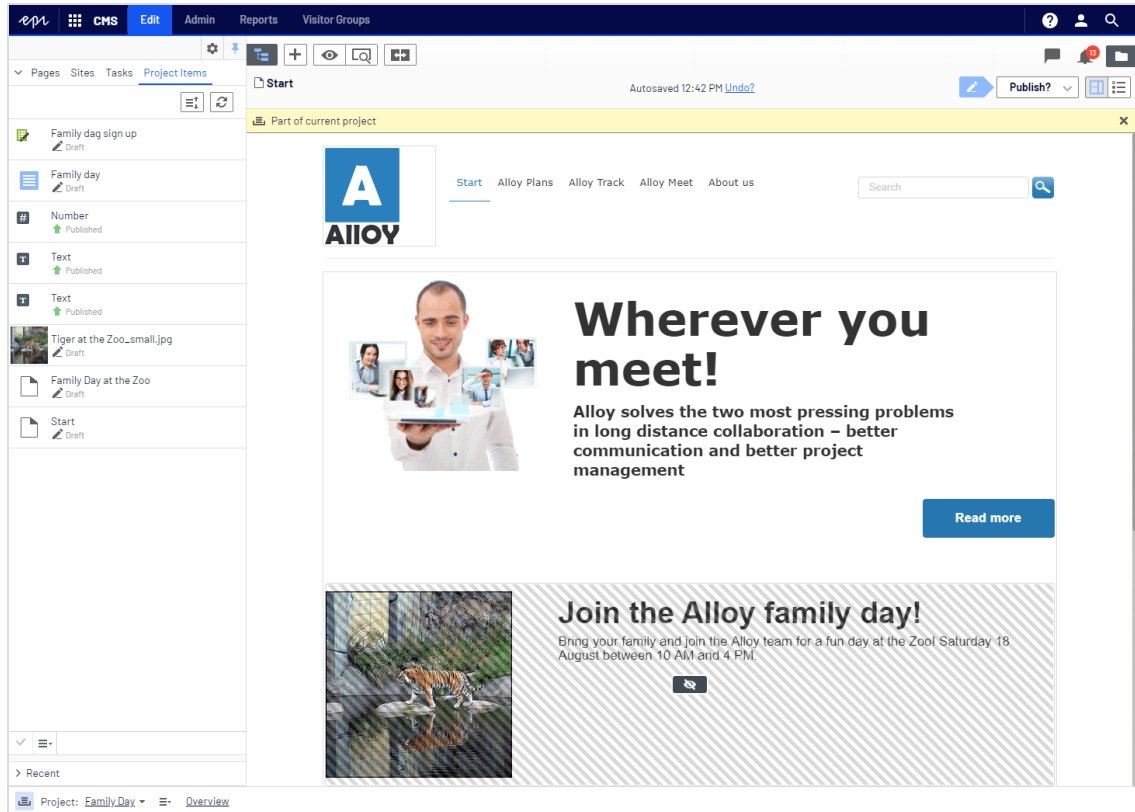 epi CMS Edit Admin Reports Visitor Groups
13
Pages Sites Tasks Project Items
Start
Autosaved 12:42 PM Undo?
Publish?
Part of current project
Family dag sign up
Draft
Family day
Draft
# Number
Published
T Text
Published
T Text
Published
Tiger at the Zoo_small.jpg
Draft
Family Day at the Zoo
Draft
Start
Draft
Recent
Project: Family Day Overview
A
Alloy
Start Alloy Plans Alloy Track Alloy Meet About us
Search
Wherever you
meet!
Alloy solves the two most pressing problems
in long distance collaboration – better
communication and better project
management
Read more
Join the Alloy family day!
Bring your family and join the Alloy team for a fun day at the Zoo! Saturday 18
August between 10 AM and 4 PM.